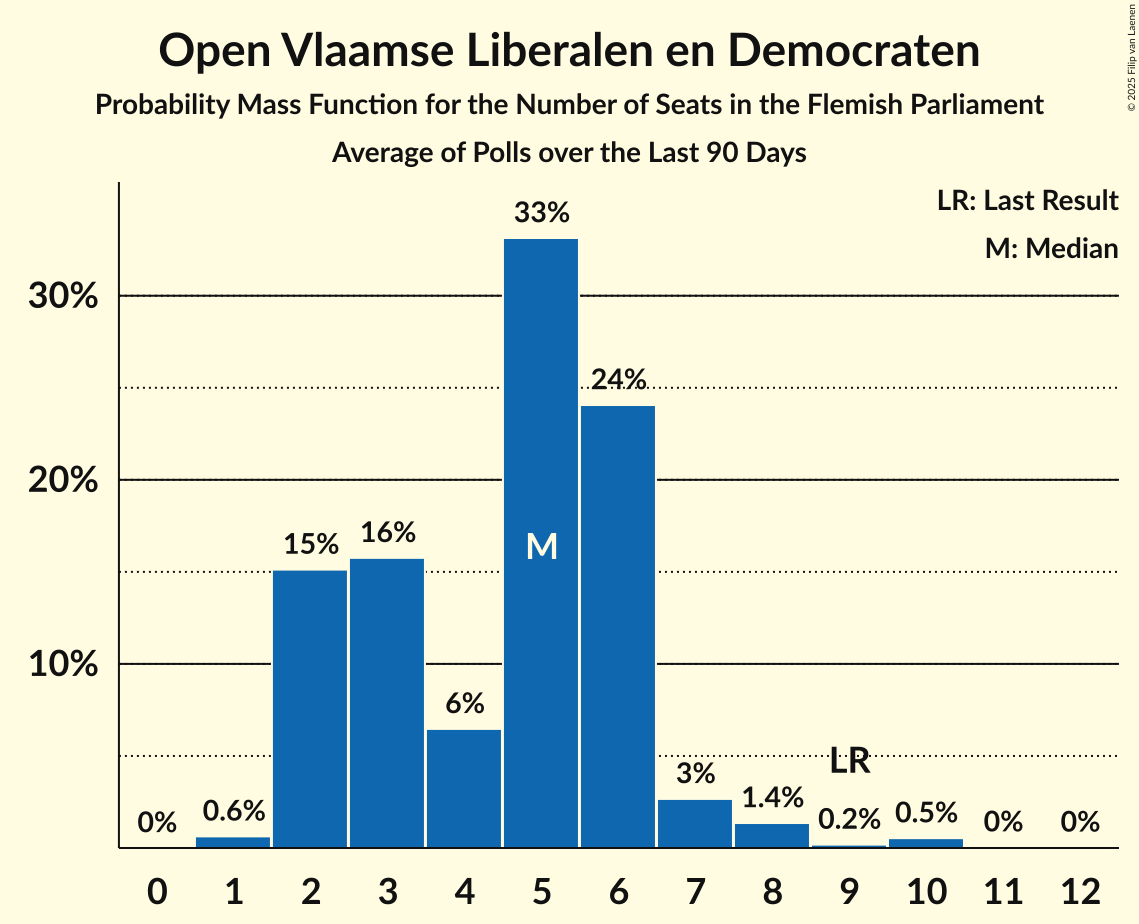 Open Vlaamse Liberalen en Democraten
Probability Mass Function for the Number of Seats in the Flemish Parliament
Average of Polls over the Last 90 Days
© 2025 Filip van Laenen
LR: Last Result
M: Median
33%
30%
24%
20%
16%
15%
M
10%
6%
LR
3%
1.4%
0.6%
0.5%
0.2%
0%
0%
0%
0 1 2 3 4 5 6 7 8 9 10 11 12